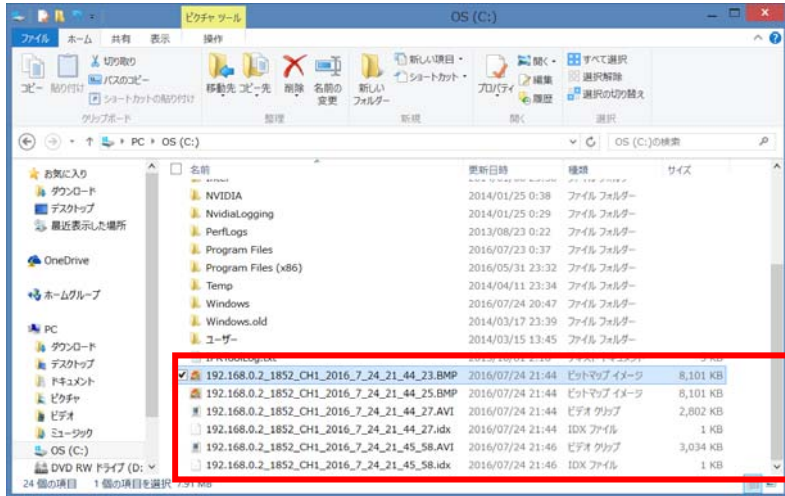 ピクチャ ツール
OS (C:)
ファイル ホーム 共有 表示 操作
コピー 貼り付け 切り取り パスのコピー ショートカットの貼り付け
移動先 コピー先 削除 名前の変更
新しいフォルダー 新しい項目 ショートカット
プロパティ 開く 編集 履歴
すべて選択 選択解除 選択の切り替え
クリップボード 整理 新規 開く 選択
PC OS (C:) OS (C:)の検索
お気に入り
ダウンロード
デスクトップ
最近表示した場所
OneDrive
ホームグループ
PC
ダウンロード
デスクトップ
ドキュメント
ピクチャ
ビデオ
ミュージック
OS (C:)
DVD RW ドライブ (D:
名前 更新日時 種類 サイズ
NVIDIA 2014/01/25 0:38 ファイル フォルダー
NvidiaLogging 2014/01/25 0:29 ファイル フォルダー
PerfLogs 2013/08/23 0:22 ファイル フォルダー
Program Files 2016/07/23 0:37 ファイル フォルダー
Program Files (x86) 2016/05/31 23:32 ファイル フォルダー
Temp 2014/04/11 23:34 ファイル フォルダー
Windows 2016/07/24 20:47 ファイル フォルダー
Windows.old 2014/03/17 23:39 ファイル フォルダー
ユーザー 2014/03/15 13:45 ファイル フォルダー
192.168.0.2_1852_CH1_2016_7_24_21_44_23.BMP 2016/07/24 21:44 ビットマップ イメージ 8,101 KB
192.168.0.2_1852_CH1_2016_7_24_21_44_25.BMP 2016/07/24 21:44 ビットマップ イメージ 8,101 KB
192.168.0.2_1852_CH1_2016_7_24_21_44_27.AVI 2016/07/24 21:44 ビデオ クリップ 2,802 KB
192.168.0.2_1852_CH1_2016_7_24_21_44_27.idx 2016/07/24 21:44 IDX ファイル 1 KB
192.168.0.2_1852_CH1_2016_7_24_21_45_58.AVI 2016/07/24 21:46 ビデオ クリップ 3,034 KB
192.168.0.2_1852_CH1_2016_7_24_21_45_58.idx 2016/07/24 21:46 IDX ファイル 1 KB
24 個の項目 1 個の項目を選択 7.91 MB